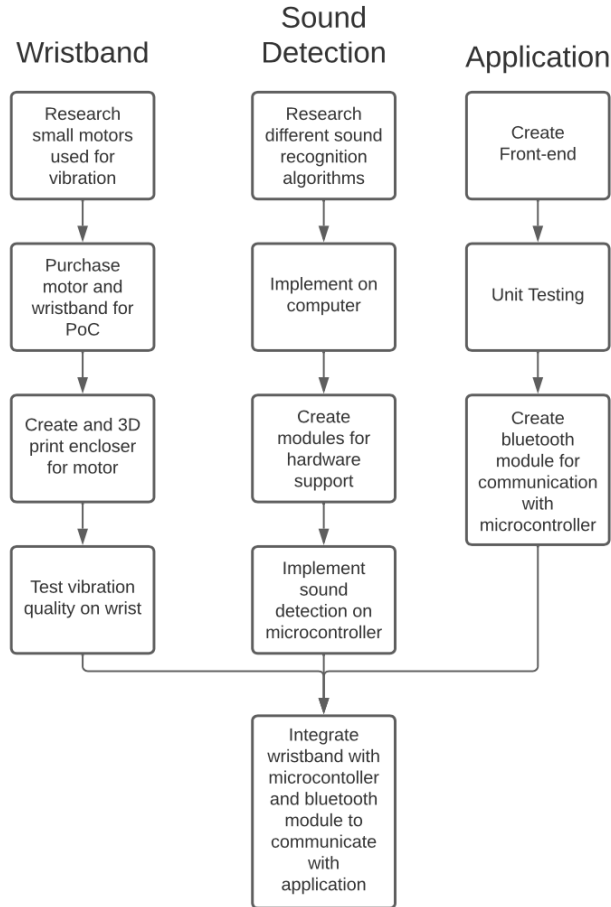 Wristband
Sound
Detection
Application
Research
small motors
used for
vibration
Purchase
motor and
wristband for
PoC
Create and 3D
print encloser
for motor
Test vibration
quality on wrist
Research
different sound
recognition
algorithms
Implement on
computer
Create
modules for
hardware
support
Implement
sound
detection on
microcontroller
Create
Front-end
Unit Testing
Create
bluetooth
module for
communication
with
microcontroller
Integrate
wristband with
microcontoller
and bluetooth
module to
communicate
with
application